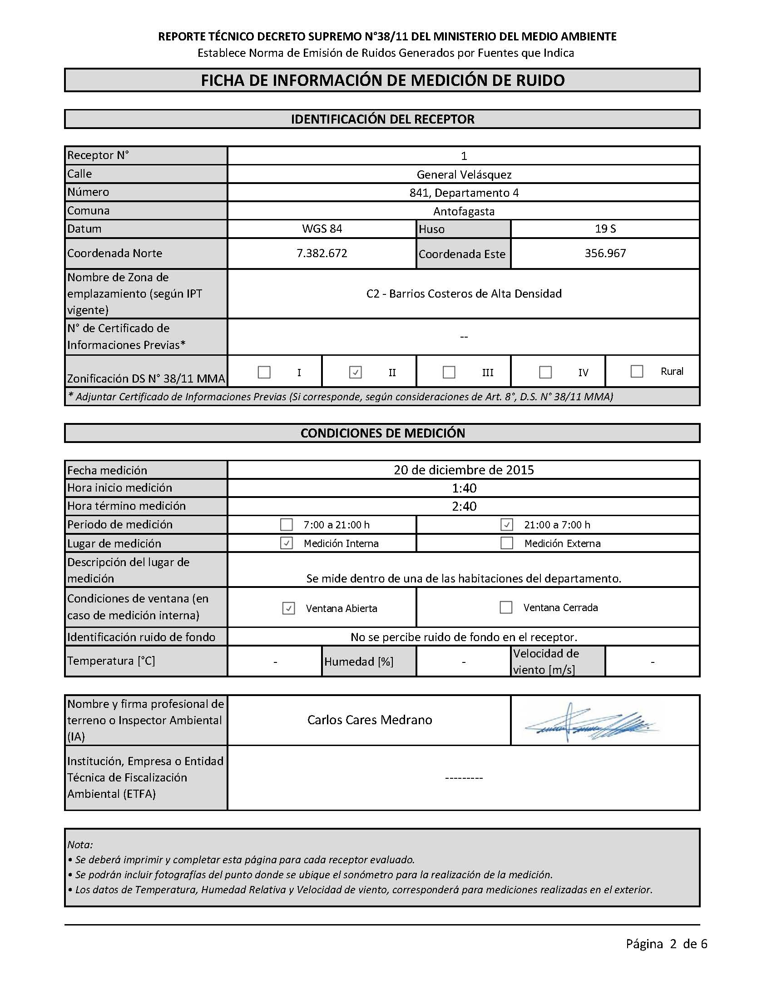 REPORTE TÉCNICO DECRETO SUPREMO N°38/11 DEL MINISTERIO DEL MEDIO AMBIENTE
Establece Norma de Emisión de Ruidos Generados por Fuentes que Indica
FICHA DE INFORMACIÓN DE MEDICIÓN DE RUIDO
IDENTIFICACIÓN DEL RECEPTOR
Receptor N° 1
Calle General Velásquez
Número 841, Departamento 4
Comuna Antofagasta
Datum WGS 84 Huso 19 S
Coordenada Norte 7.382.672 Coordenada Este 356.967
Nombre de Zona de
emplazamiento (según IPT
vigente)
C2 - Barrios Costeros de Alta Densidad
N° de Certificado de
Informaciones Previas*
--
Zonificación DS N° 38/11 MMA I II III IV Rural
* Adjuntar Certificado de Informaciones Previas (Si corresponde, según consideraciones de Art. 8°, D.S. N° 38/11 MMA)
CONDICIONES DE MEDICIÓN
Fecha medición 20 de diciembre de 2015
Hora inicio medición 1:40
Hora término medición 2:40
Periodo de medición 7:00 a 21:00 h 21:00 a 7:00 h
Lugar de medición Medición Interna Medición Externa
Descripción del lugar de
medición
Se mide dentro de una de las habitaciones del departamento.
Condiciones de ventana (en
caso de medición interna)
Ventana Abierta Ventana Cerrada
Identificación ruido de fondo No se percibe ruido de fondo en el receptor.
Temperatura [°C] - Humedad [%] - Velocidad de
viento [m/s] -
Nombre y firma profesional de
terreno o Inspector Ambiental
(IA)
Carlos Cares Medrano
Institución, Empresa o Entidad
Técnica de Fiscalización
Ambiental (ETFA)
---------
Nota:
• Se deberá imprimir y completar esta página para cada receptor evaluado.
• Se podrán incluir fotografías del punto donde se ubique el sonómetro para la realización de la medición.
• Los datos de Temperatura, Humedad Relativa y Velocidad de viento, corresponderá para mediciones realizadas en el exterior.
Página 2 de 6